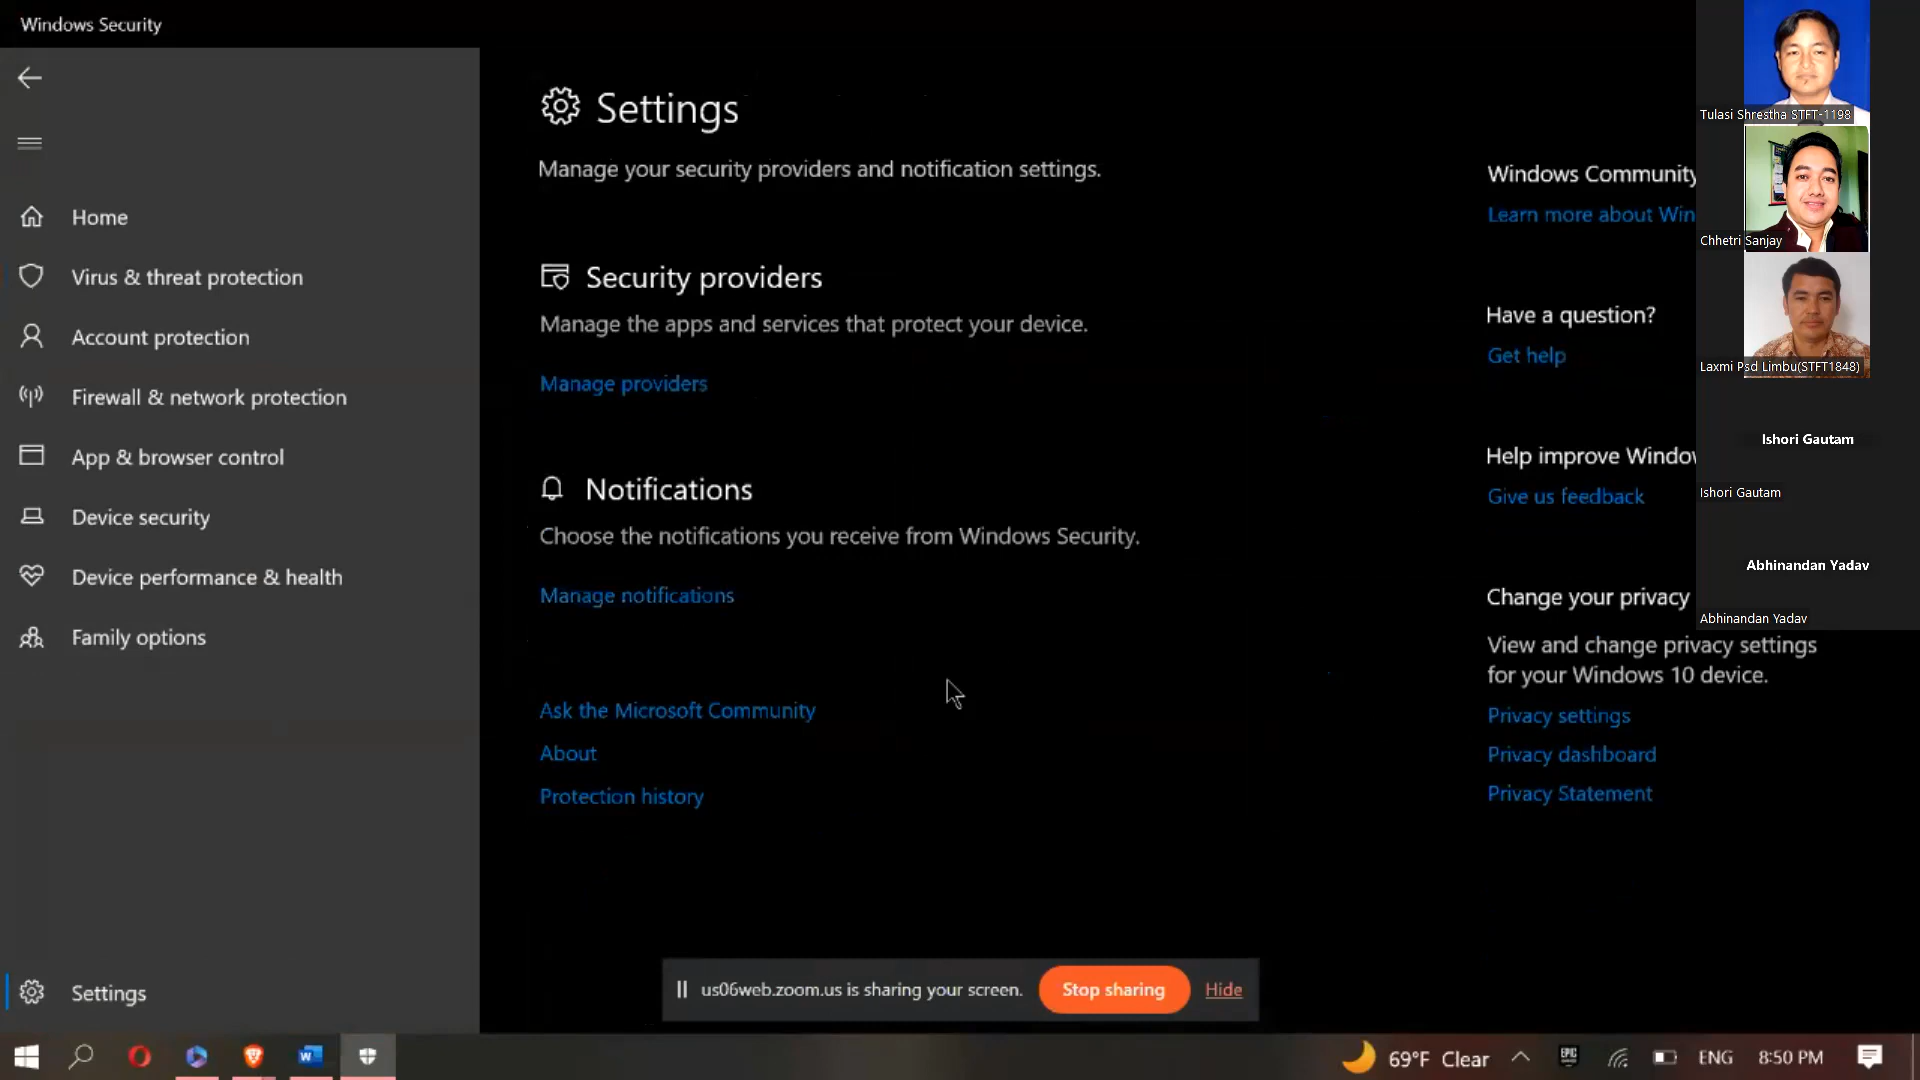 Windows Security
Home
Virus & threat protection
Account protection
Firewall & network protection
App & browser control
Device security
Device performance & health
Family options
Settings
Settings
Manage your security providers and notification settings.
Security providers
Manage the apps and services that protect your device.
Manage providers
Notifications
Choose the notifications you receive from Windows Security.
Manage notifications
Ask the Microsoft Community
About
Protection history
Windows Community
Learn more about Win
Have a question?
Get help
Help improve Window
Give us feedback
Change your privacy
View and change privacy settings
for your Windows 10 device.
Privacy settings
Privacy dashboard
Privacy Statement
Tulasi Shrestha STFT-1198
Chhetri Sanjay
Laxmi Psd Limbu(STFT1848)
Ishori Gautam
Ishori Gautam
Abhinandan Yadav
Abhinandan Yadav
us06web.zoom.us is sharing your screen.
Stop sharing
Hide
EPIC
69°F Clear
ENG
8:50 PM